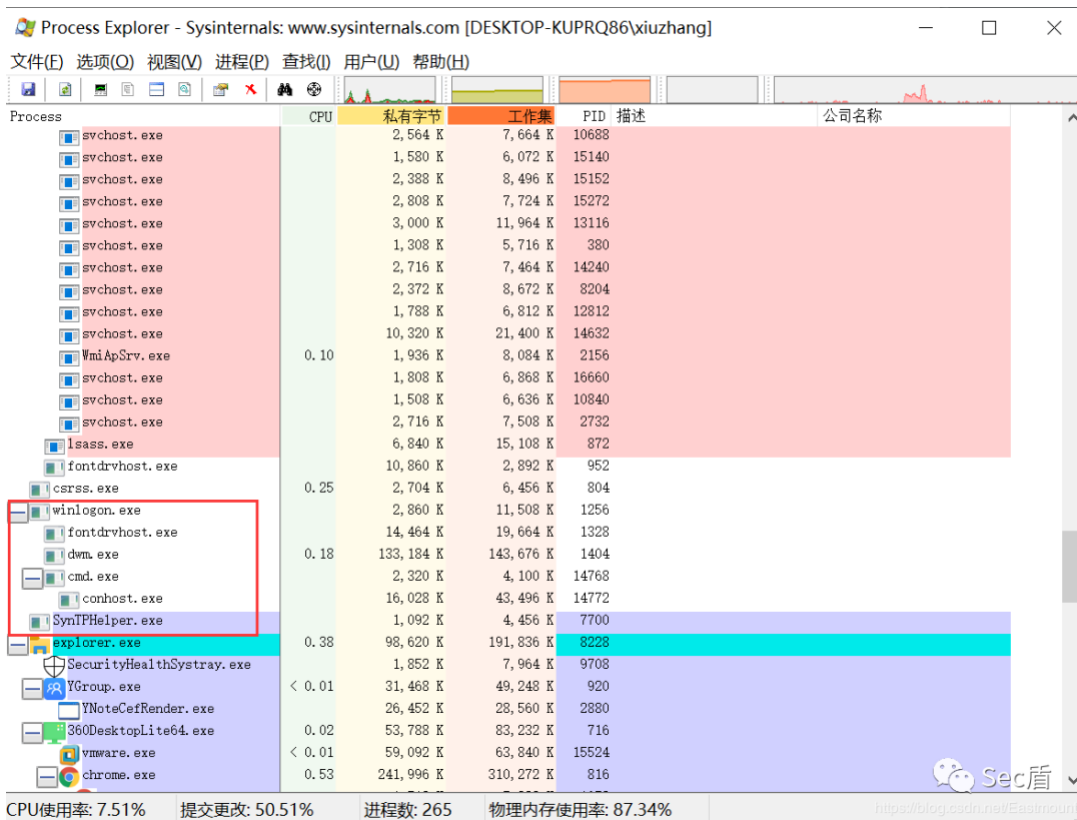 Process Explorer - Sysinternals: www.sysinternals.com [DESKTOP-KUPRQ86\xiuzhang]
文件(F) 选项(O) 视图(V) 进程(P) 查找(I) 用户(U) 帮助(H)
Process CPU 私有字节 工作集 PID 描述 公司名称
svchost.exe 2,564 K 7,664 K 10688
svchost.exe 1,580 K 6,072 K 15140
svchost.exe 2,388 K 8,496 K 15152
svchost.exe 2,808 K 7,724 K 15272
svchost.exe 3,000 K 11,964 K 13116
svchost.exe 1,308 K 5,716 K 380
svchost.exe 2,716 K 7,464 K 14240
svchost.exe 2,372 K 8,672 K 8204
svchost.exe 1,788 K 6,812 K 12812
svchost.exe 10,320 K 21,400 K 14632
WmiApSrv.exe 0.10 1,936 K 8,084 K 2156
svchost.exe 1,808 K 6,868 K 16660
svchost.exe 1,508 K 6,636 K 10840
svchost.exe 2,716 K 7,508 K 2732
lsass.exe 6,840 K 15,108 K 872
fontdrvhost.exe 10,860 K 2,892 K 952
csrss.exe 0.25 2,704 K 6,456 K 804
winlogon.exe 2,860 K 11,508 K 1256
fontdrvhost.exe 14,464 K 19,664 K 1328
dwm.exe 0.18 133,184 K 143,676 K 1404
cmd.exe 2,320 K 4,100 K 14768
conhost.exe 16,028 K 43,496 K 14772
SynTPHelper.exe 1,092 K 4,456 K 7700
explorer.exe 0.38 98,620 K 191,836 K 8228
SecurityHealthSystray.exe 1,852 K 7,964 K 9708
YGroup.exe < 0.01 31,468 K 49,248 K 920
YNoteCefRender.exe 26,452 K 28,560 K 2880
360DesktopLite64.exe 0.02 53,788 K 83,232 K 716
vmware.exe < 0.01 59,092 K 63,840 K 15524
chrome.exe 0.53 241,996 K 310,272 K 816
Sec盾
CPU使用率: 7.51% 提交更改: 50.51% 进程数: 265 物理内存使用率: 87.34%
https://blog.csdn.net/Eastmount